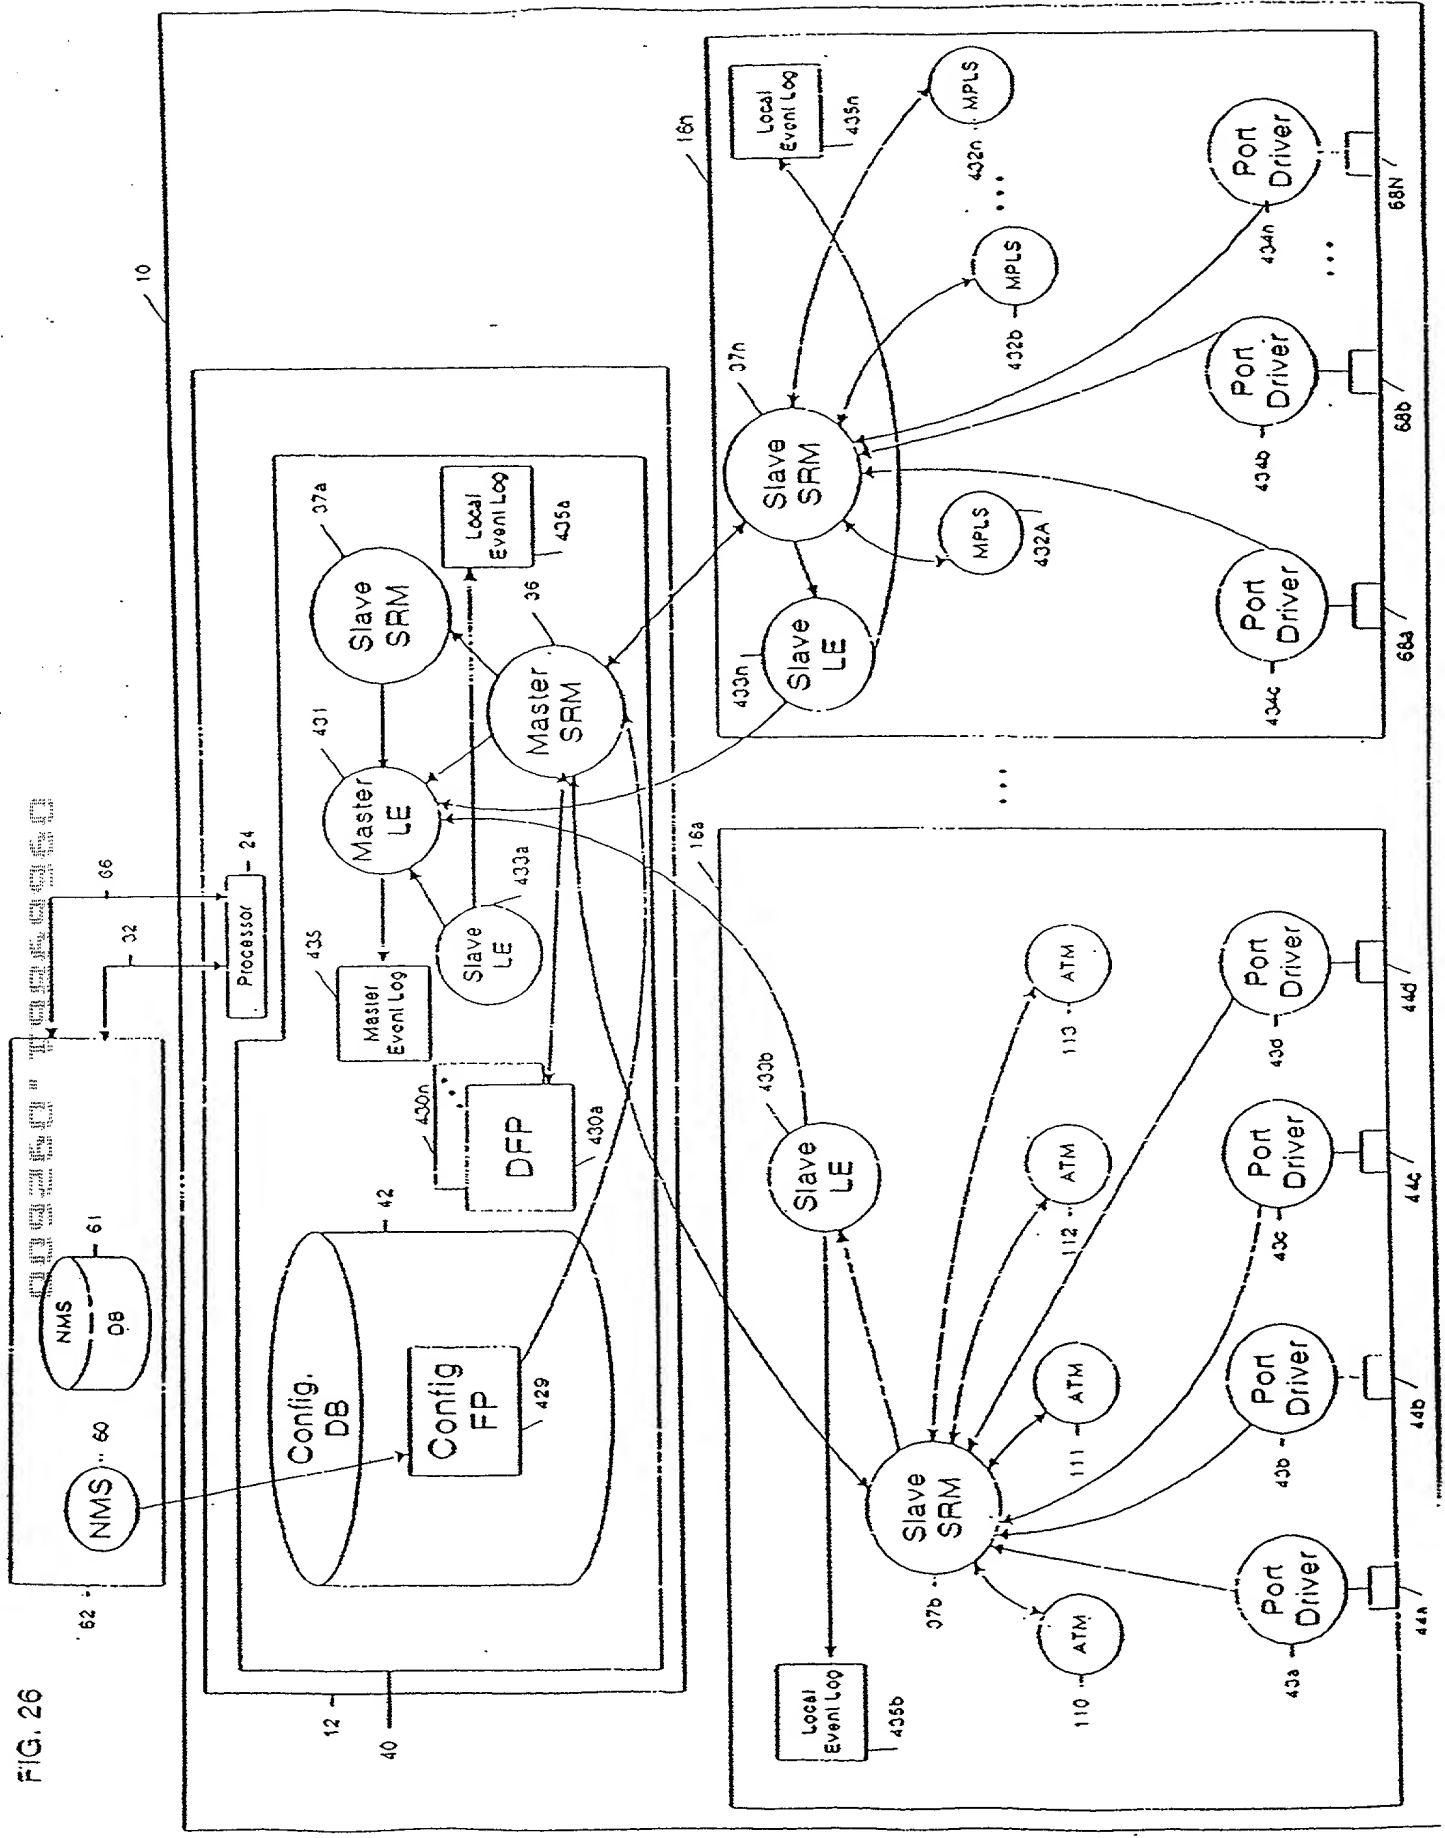 FIG. 26
62
NMS
60
NMS
DB
61
32
66
10
Processor
24
12
40
Config.
DB
42
Config
FP
429
DFP
430a
430n
Master
Event Log
435
Slave
LE
433a
Master
LE
431
Master
SRM
36
Slave
SRM
37a
Local
Event Log
435a
16a
Local
Event Log
435b
Slave
LE
433b
Slave
SRM
37b
ATM
110
ATM
111
ATM
112
ATM
113
Port
Driver
43a
Port
Driver
43b
Port
Driver
43c
Port
Driver
43d
44a
44b
44c
44d
...
16n
Local
Event Log
435n
Slave
LE
433n
Slave
SRM
37n
MPLS
432A
MPLS
432b
...
MPLS
432n
Port
Driver
434c
Port
Driver
434b
...
Port
Driver
434n
68a
68b
68N